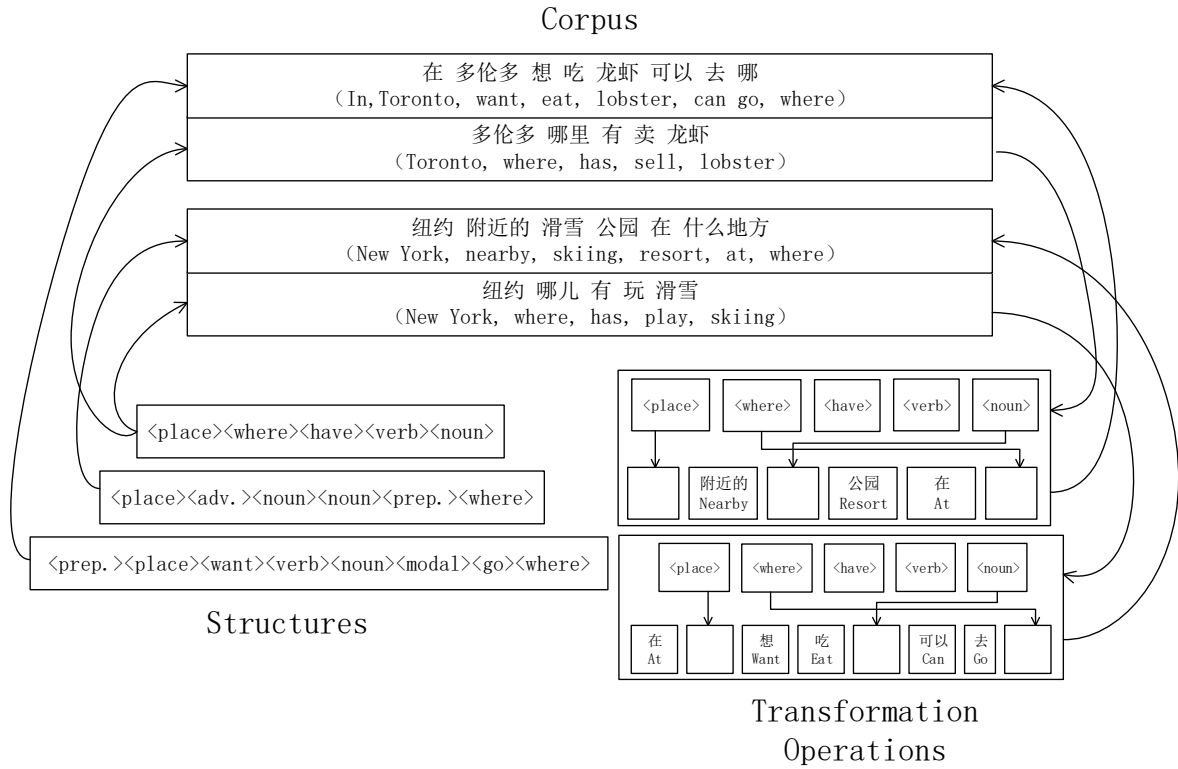 Corpus
在 多伦多 想 吃 龙虾 可以 去 哪
(In,Toronto, want, eat, lobster, can go, where)
多伦多 哪里 有 卖 龙虾
(Toronto, where, has, sell, lobster)
纽约 附近的 滑雪 公园 在 什么地方
(New York, nearby, skiing, resort, at, where)
纽约 哪儿 有 玩 滑雪
(New York, where, has, play, skiing)
<place><where><have><verb><noun>
<place><adv.><noun><noun><prep.><where>
<prep.><place><want><verb><noun><modal><go><where>
Structures
<place> <where> <have> <verb> <noun>
附近的 公园 在
Nearby Resort At
<place> <where> <have> <verb> <noun>
在 想 吃 可以 去
At Want Eat Can Go
Transformation
Operations